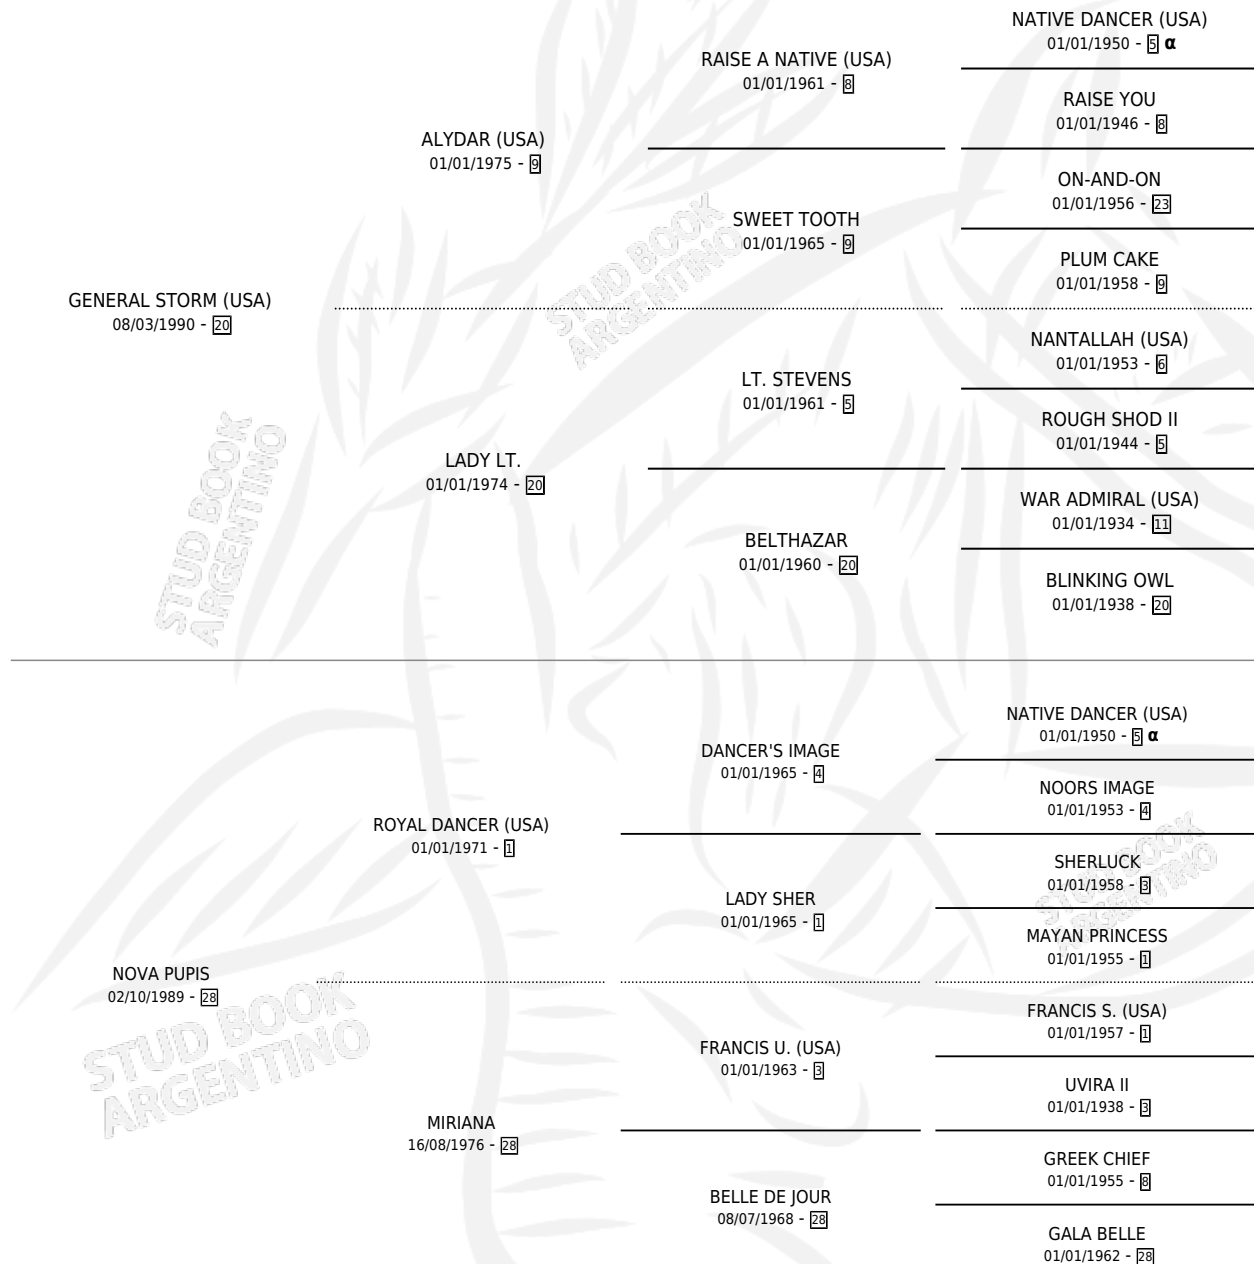 NATIVE DANCER (USA)
01/01/1950 - 5 α
RAISE A NATIVE (USA)
01/01/1961 - 8
RAISE YOU
01/01/1946 - 8
ALYDAR (USA)
01/01/1975 - 9
ON-AND-ON
01/01/1956 - 23
SWEET TOOTH
01/01/1965 - 9
PLUM CAKE
01/01/1958 - 9
GENERAL STORM (USA)
08/03/1990 - 20
NANTALLAH (USA)
01/01/1953 - 6
LT. STEVENS
01/01/1961 - 5
ROUGH SHOD II
01/01/1944 - 5
LADY LT.
01/01/1974 - 20
WAR ADMIRAL (USA)
01/01/1934 - 11
BELTHAZAR
01/01/1960 - 20
BLINKING OWL
01/01/1938 - 20
NATIVE DANCER (USA)
01/01/1950 - 5 α
DANCER'S IMAGE
01/01/1965 - 4
NOORS IMAGE
01/01/1953 - 4
ROYAL DANCER (USA)
01/01/1971 - 1
SHERLUCK
01/01/1958 - 3
LADY SHER
01/01/1965 - 1
MAYAN PRINCESS
01/01/1955 - 1
NOVA PUPIS
02/10/1989 - 28
FRANCIS S. (USA)
01/01/1957 - 1
FRANCIS U. (USA)
01/01/1963 - 3
UVIRA II
01/01/1938 - 3
MIRIANA
16/08/1976 - 28
GREEK CHIEF
01/01/1955 - 8
BELLE DE JOUR
08/07/1968 - 28
GALA BELLE
01/01/1962 - 28
STUD BOOK
ARGENTINO
STUD BOOK
ARGENTINO
STUD BOOK
ARGENTINO
STUD BOOK
ARGENTINO